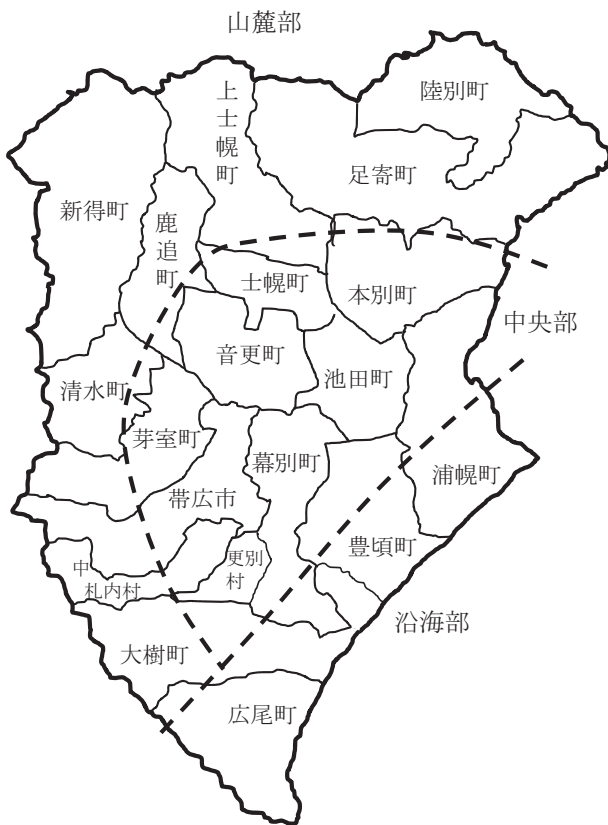 山麓部
陸別町
上士幌町
足寄町
新得町
鹿追町
士幌町
本別町
中央部
音更町
池田町
清水町
芽室町
幕別町
浦幌町
帯広市
豊頃町
更別
村
中
札内村
沿海部
大樹町
広尾町